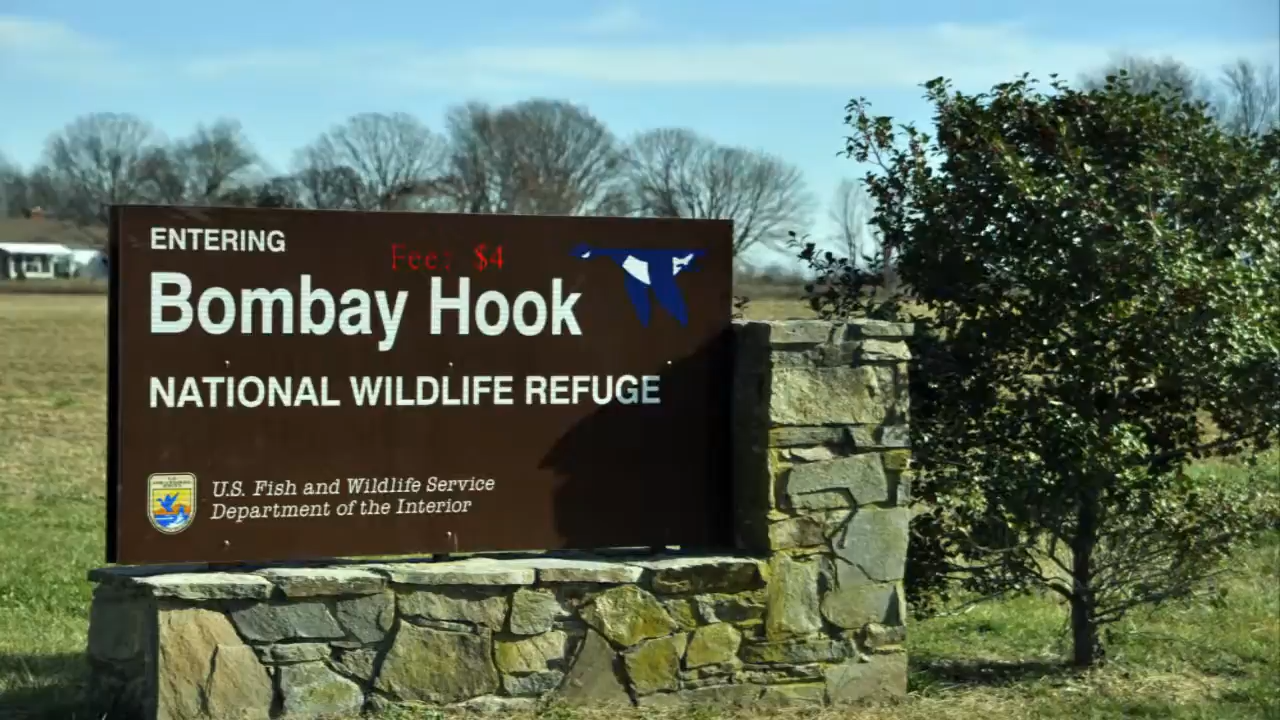 ENTERING
Fee: $4
Bombay Hook
NATIONAL WILDLIFE REFUGE
U.S. Fish and Wildlife Service
Department of the Interior